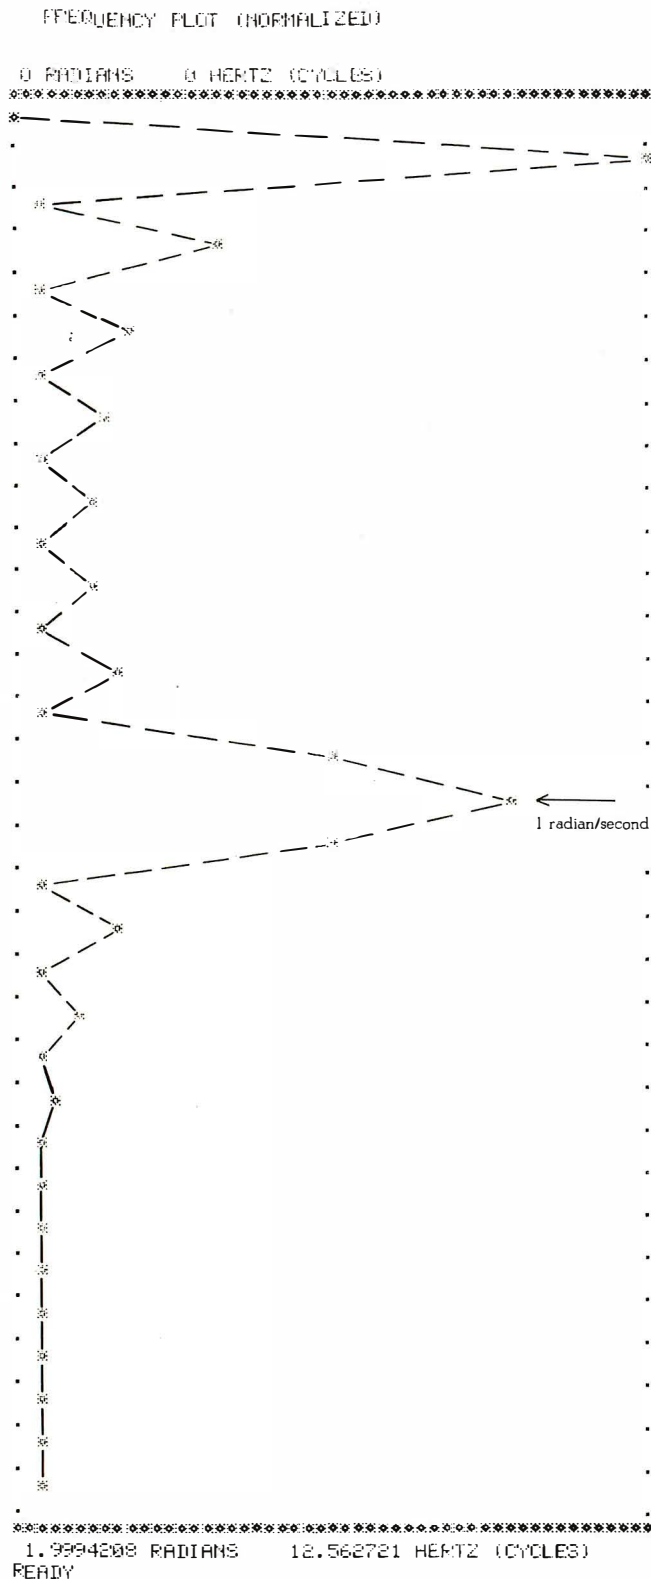 FREQUENCY PLOT (NORMALIZED)
0 RADIANS 0 HERTZ (CYCLES)
1 radian/second
1.9994208 RADIANS 12.562721 HERTZ (CYCLES)
READY